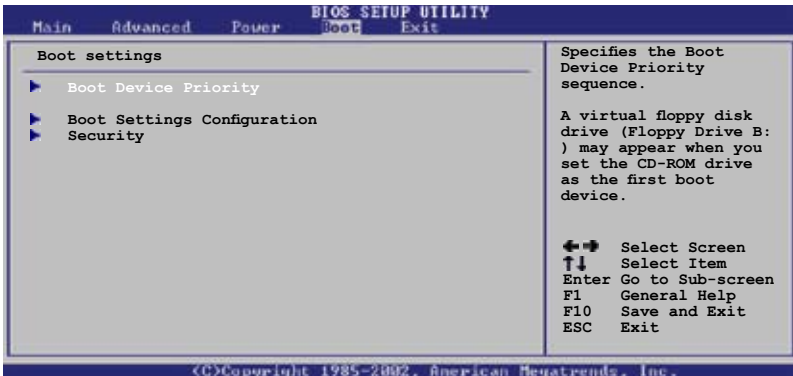 BIOS SETUP UTILITY
Main Advanced Power Boot Exit
Boot settings
Boot Device Priority
Boot Settings Configuration
Security
Specifies the Boot
Device Priority
sequence.
A virtual floppy disk
drive (Floppy Drive B:
) may appear when you
set the CD-ROM drive
as the first boot
device.
Select Screen
↑↓ Select Item
Enter Go to Sub-screen
F1 General Help
F10 Save and Exit
ESC Exit
(C)Copyright 1985-2002, American Megatrends, Inc.